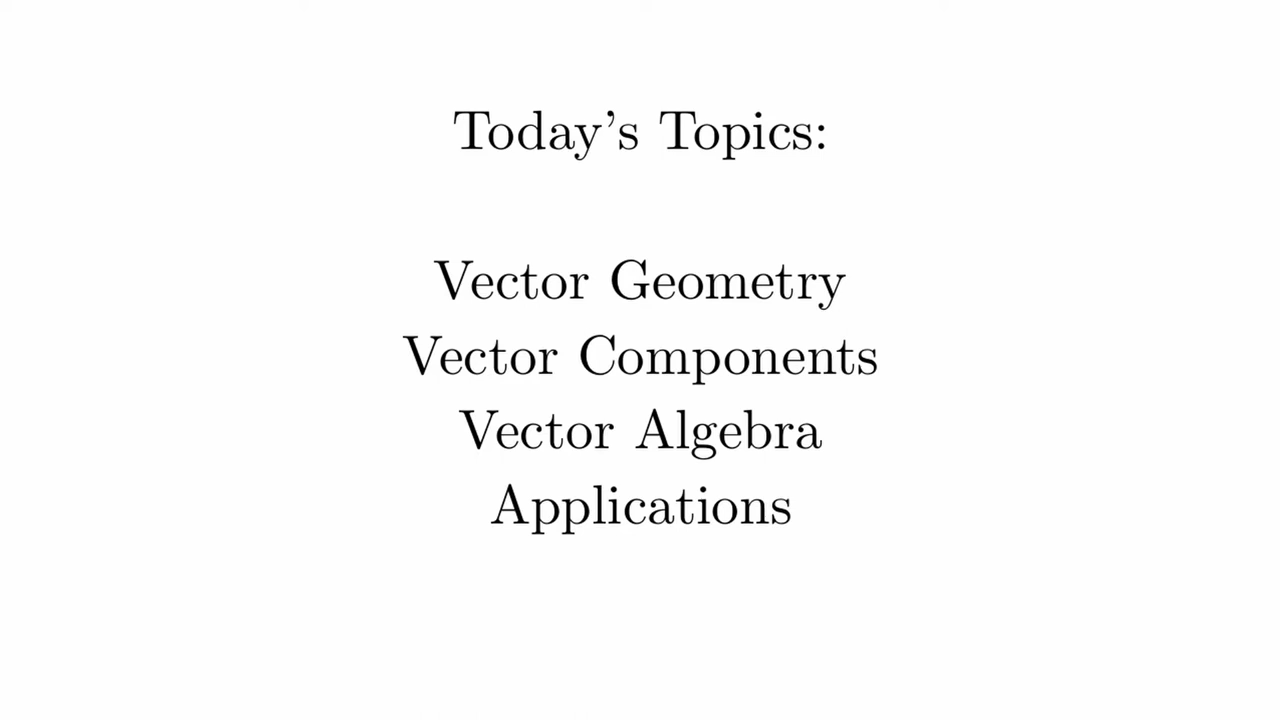 Today's Topics:
Vector Geometry
Vector Components
Vector Algebra
Applications